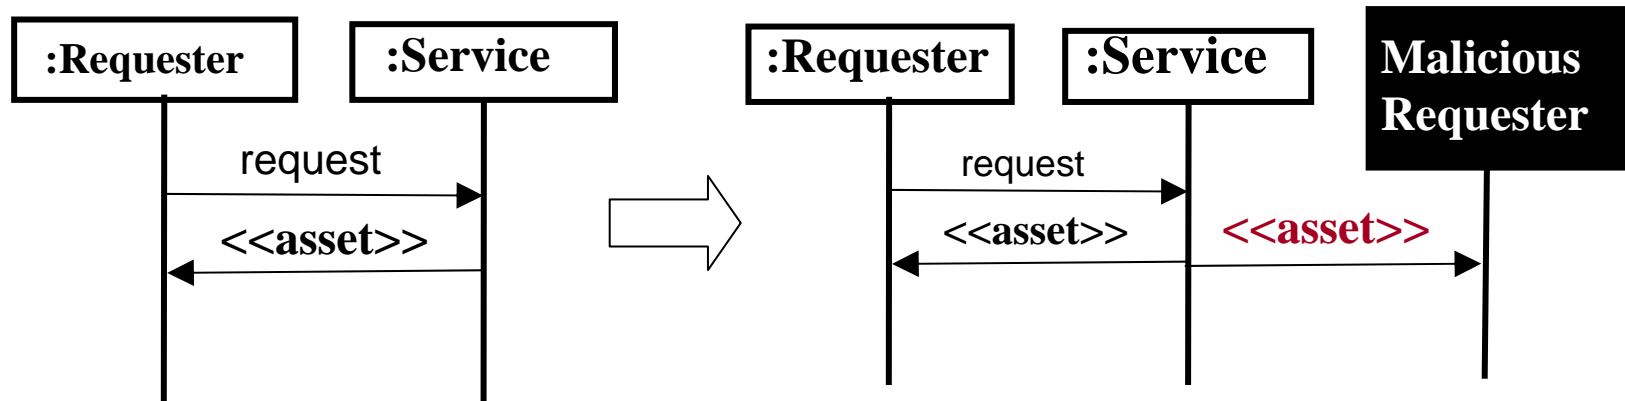 :Requester
:Service
request
<<asset>>
:Requester
:Service
Malicious
Requester
request
<<asset>>
<<asset>>